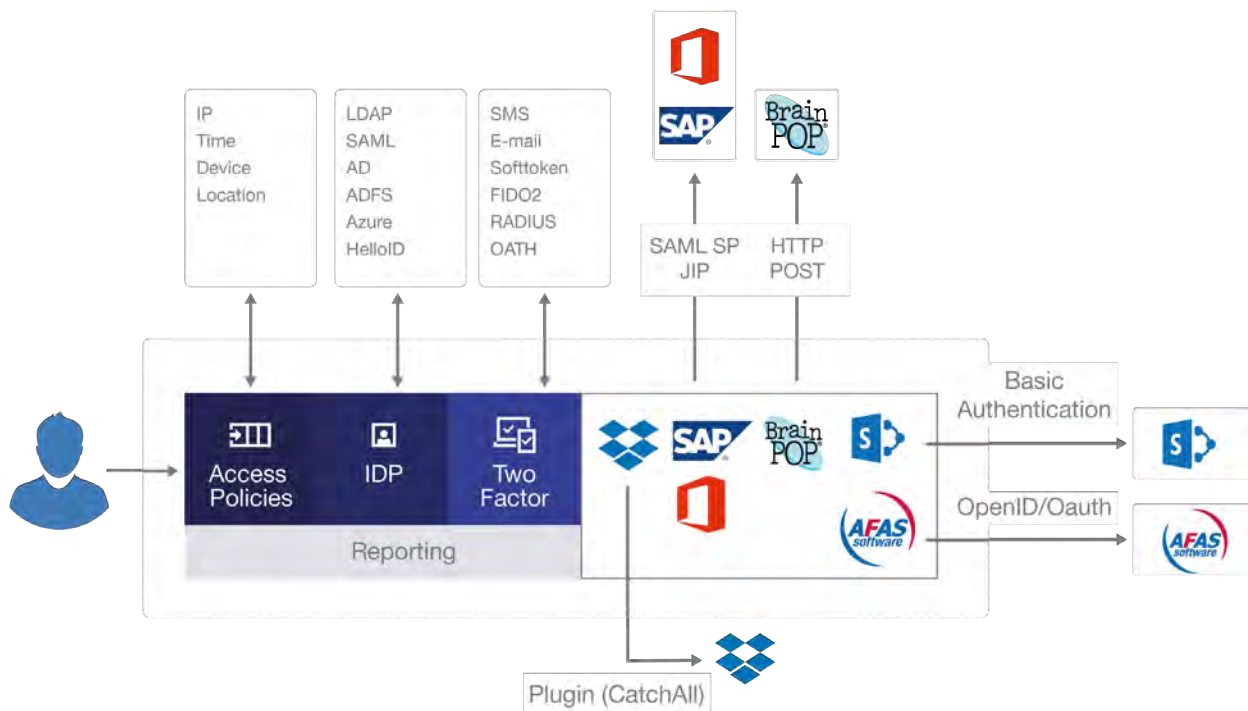 IP
Time
Device
Location
LDAP
SAML
AD
ADFS
Azure
HelloID
SMS
E-mail
Softtoken
FIDO2
RADIUS
OATH
SAP
®
Brain
POP®
SAML SP
JIP
HTTP
POST
Access
Policies
IDP
Two
Factor
Reporting
SAP
Brain
POP®
S
AFAS
software
Basic
Authentication
S
OpenID/Oauth
AFAS
software
Plugin (CatchAll)